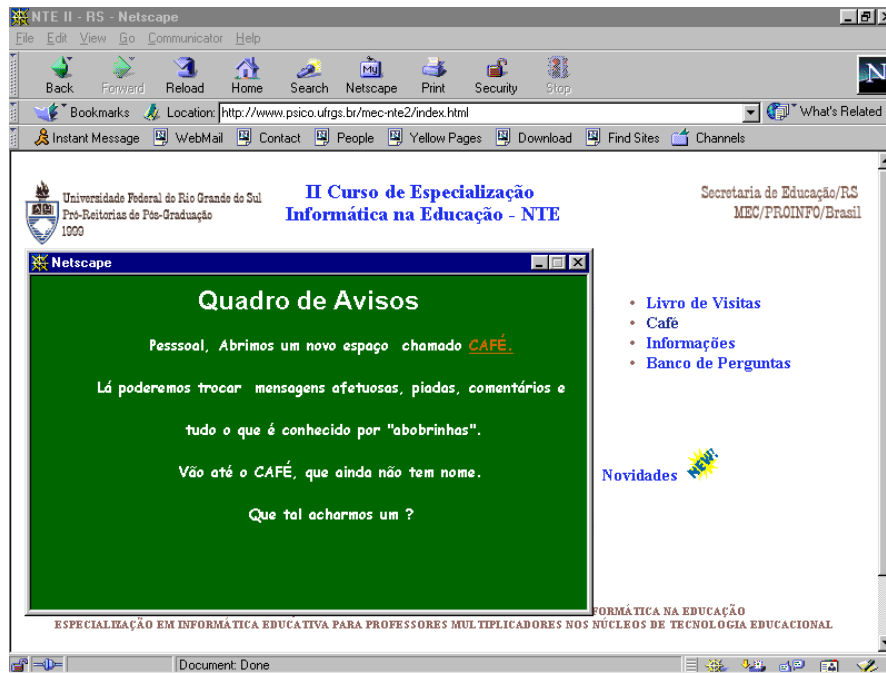 NTE II - RS - Netscape
File Edit View Go Communicator Help
My
Back Forward Reload Home Search Netscape Print Security Stop
N
Bookmarks Location: http://www.psico.ufrgs.br/mec-nte2/index.html What's Related
Instant Message WebMail Contact People Yellow Pages Download Find Sites Channels
Universidade Federal do Rio Grande do Sul
Pró-Reitorias de Pós-Graduação
1999
II Curso de Especialização
Informática na Educação - NTE
Secretaria de Educação/RS
MEC/PROINFO/Brasil
Netscape
Quadro de Avisos
Pesssoal, Abrimos um novo espaço chamado CAFÉ.
Lá poderemos trocar mensagens afetuosas, piadas, comentários e
tudo o que é conhecido por "abobrinhas".
Vão até o CAFÉ, que ainda não tem nome.
Que tal acharmos um ?
• Livro de Visitas
• Café
• Informações
• Banco de Perguntas
Novidades NEW!
FORMÁTICA NA EDUCAÇÃO
ESPECIALIZAÇÃO EM INFORMÁTICA EDUCATIVA PARA PROFESSORES MULTIPLICADORES NOS NÚCLEOS DE TECNOLOGIA EDUCACIONAL
Document: Done